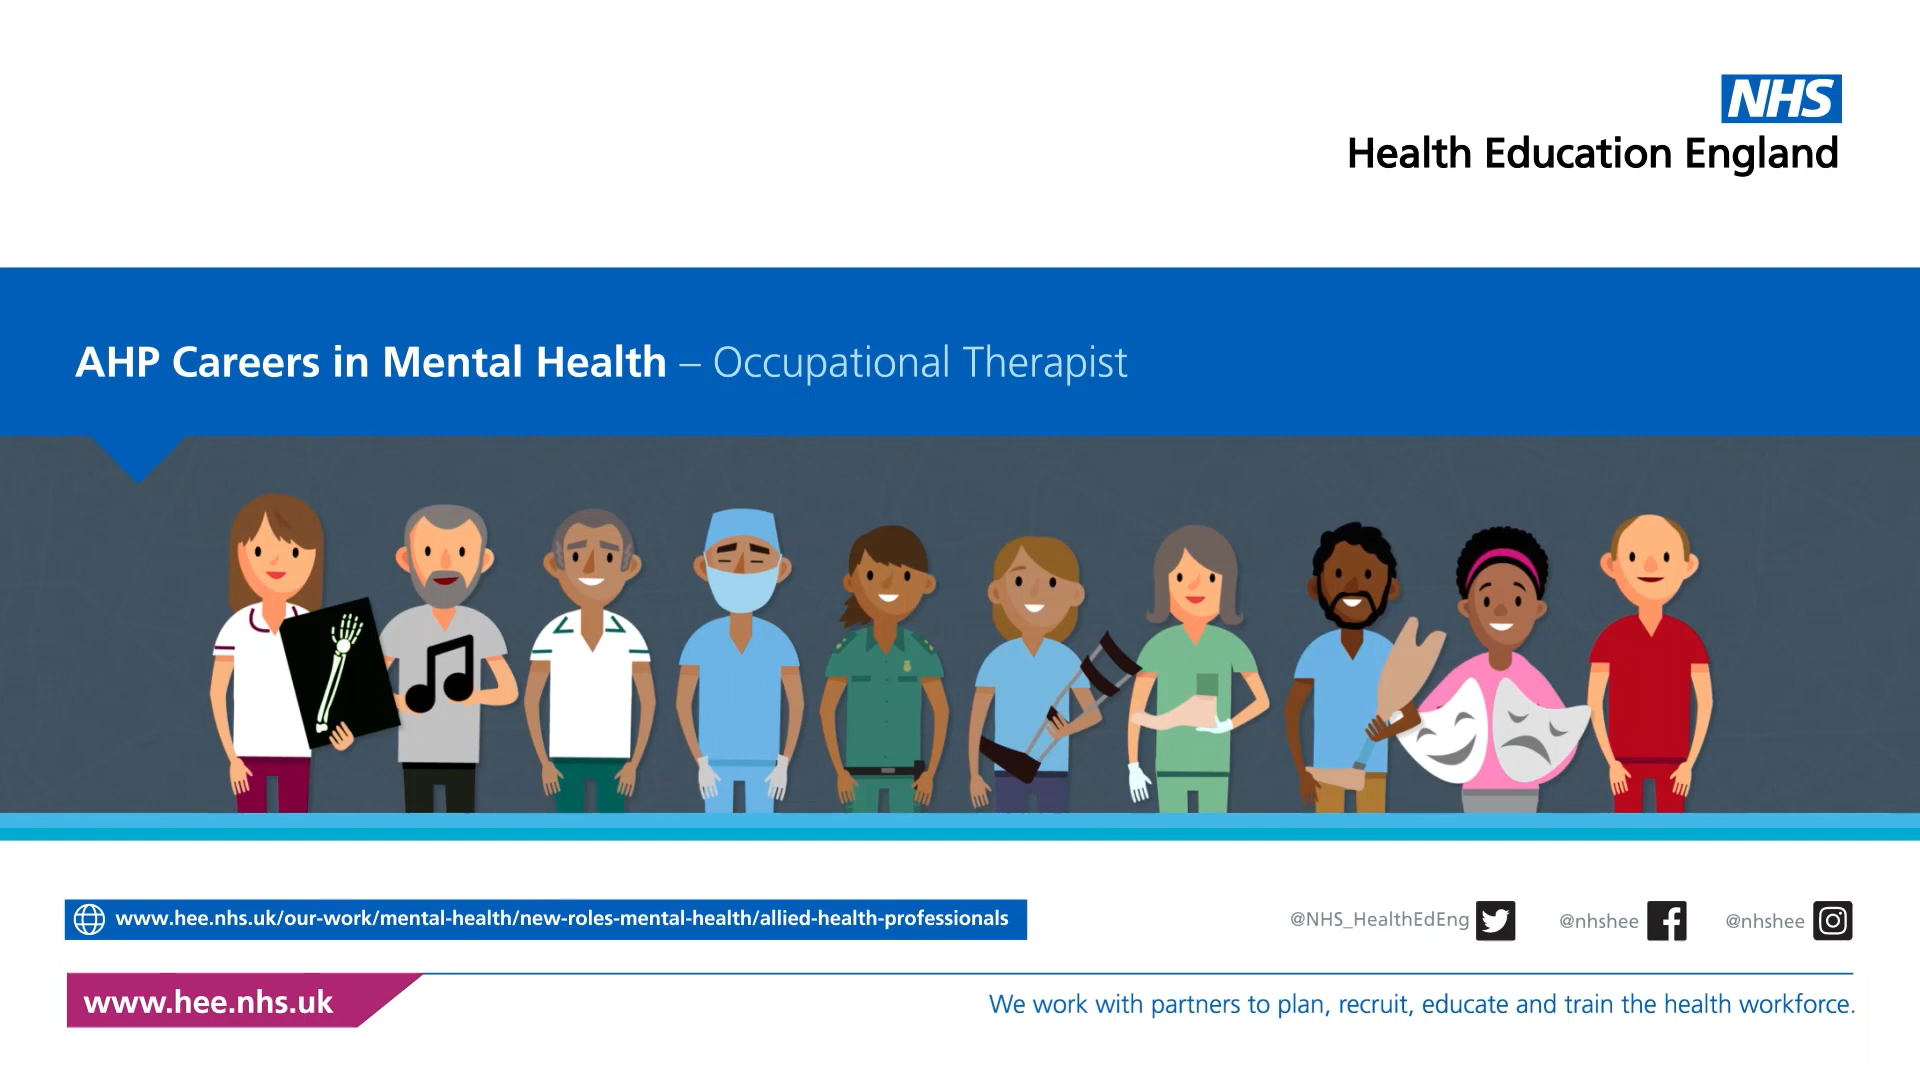 NHS
Health Education England
AHP Careers in Mental Health – Occupational Therapist
www.hee.nhs.uk/our-work/mental-health/new-roles-mental-health/allied-health-professionals
@NHS_HealthEdEng
@nhshee
@nhshee
www.hee.nhs.uk
We work with partners to plan, recruit, educate and train the health workforce.